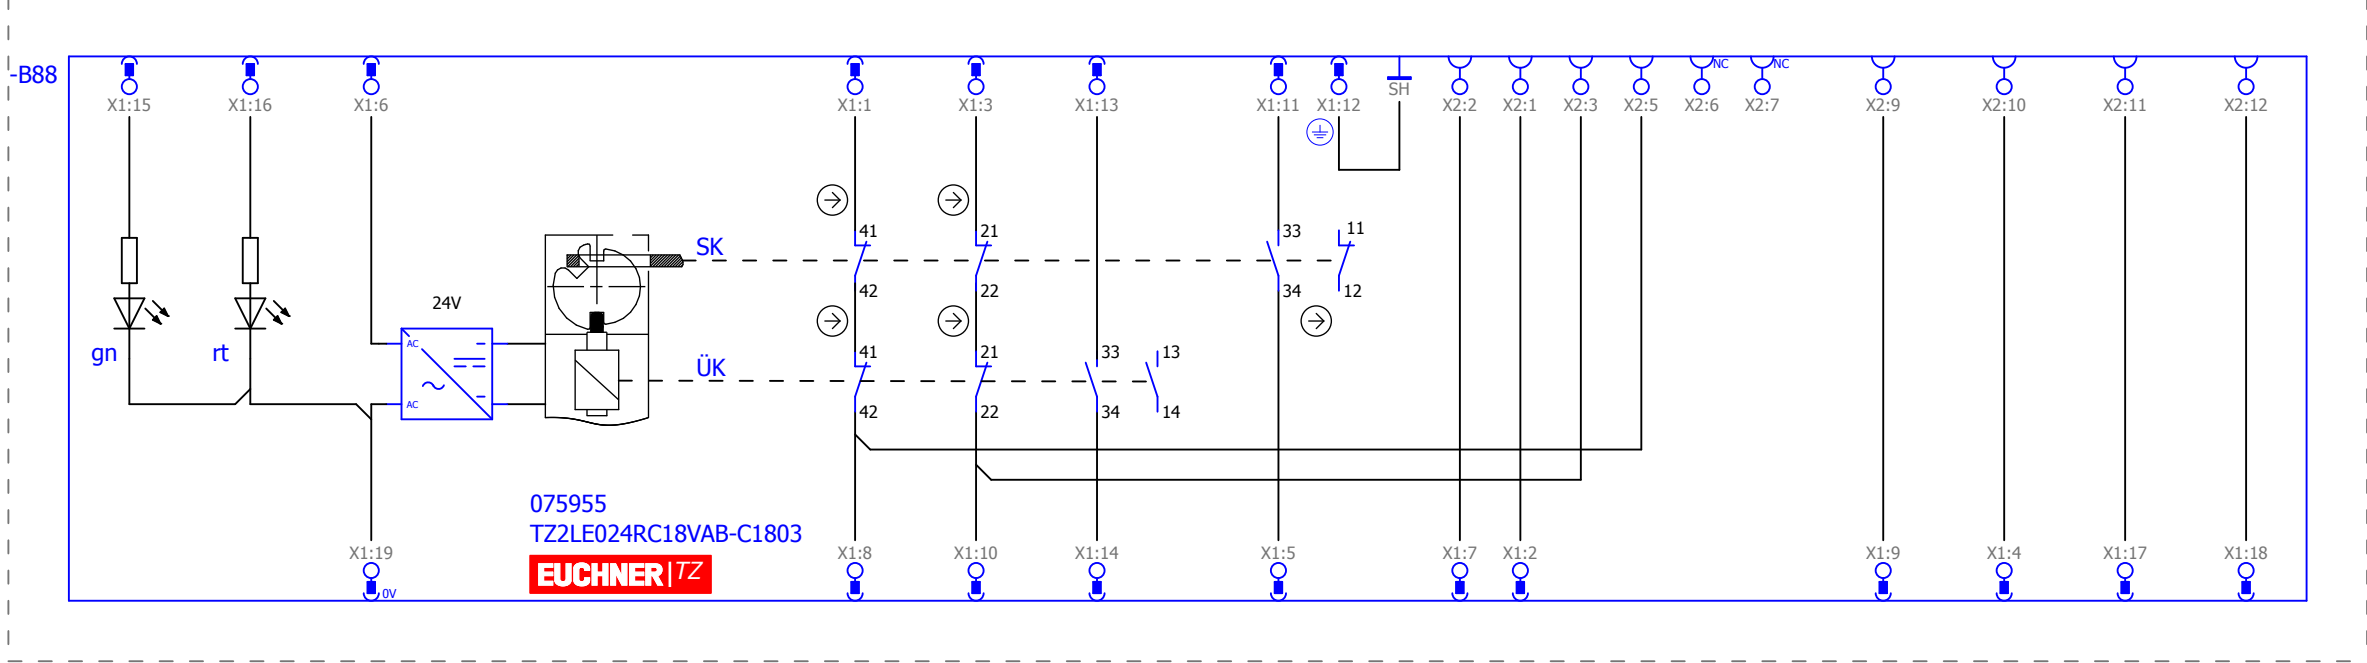 -B88
X1:15 X1:16 X1:6 X1:1 X1:3 X1:13 X1:11 X1:12 SH X2:2 X2:1 X2:3 X2:5 X2:6 NC X2:7 NC X2:9 X2:10 X2:11 X2:12
41 21 33 11
SK
42 22 34 12
24V
AC
gn rt
41 21 33 13
ÜK
AC
42 22 34 14
075955
TZ2LE024RC18VAB-C1803
EUCHNER|TZ
X1:19 X1:8 X1:10 X1:14 X1:5 X1:7 X1:2 X1:9 X1:4 X1:17 X1:18
0V